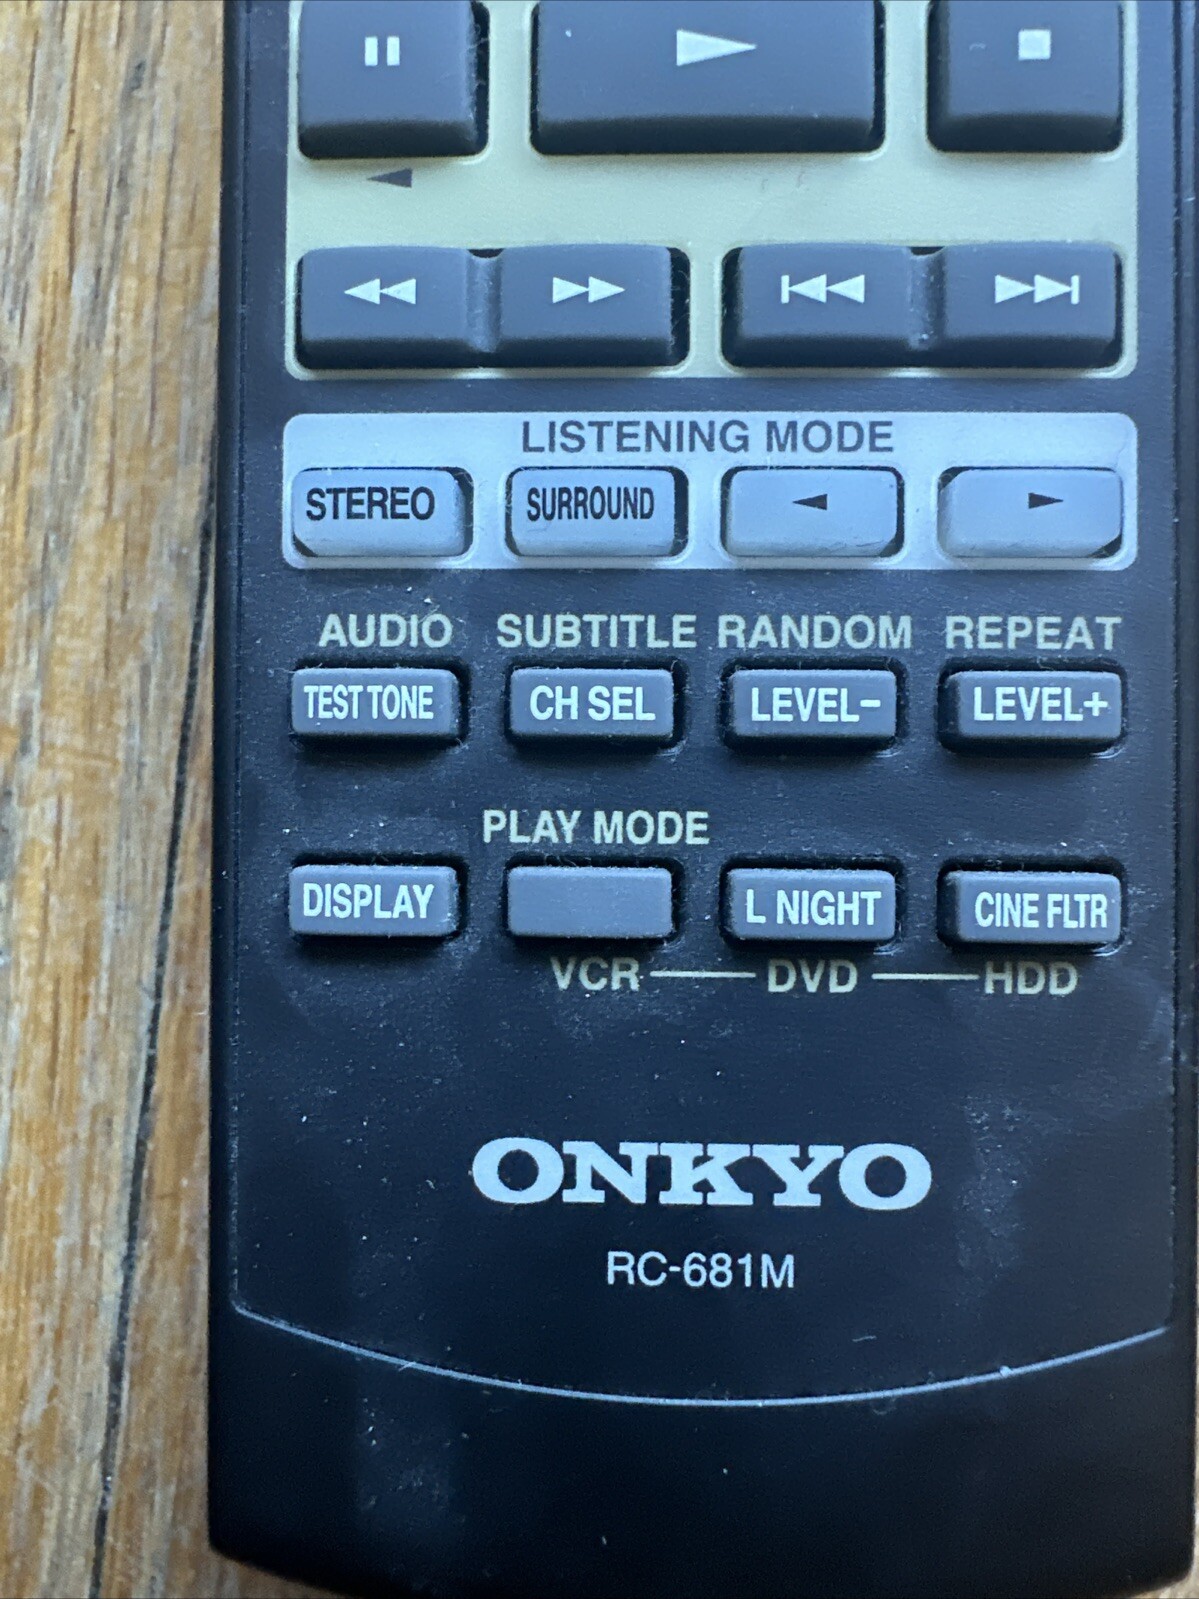 LISTENING MODE
STEREO SURROUND
AUDIO SUBTITLE RANDOM REPEAT
TEST TONE CH SEL LEVEL- LEVEL+
PLAY MODE
DISPLAY L NIGHT CINE FLTR
VCR DVD HDD
ONKYO
RC-681M